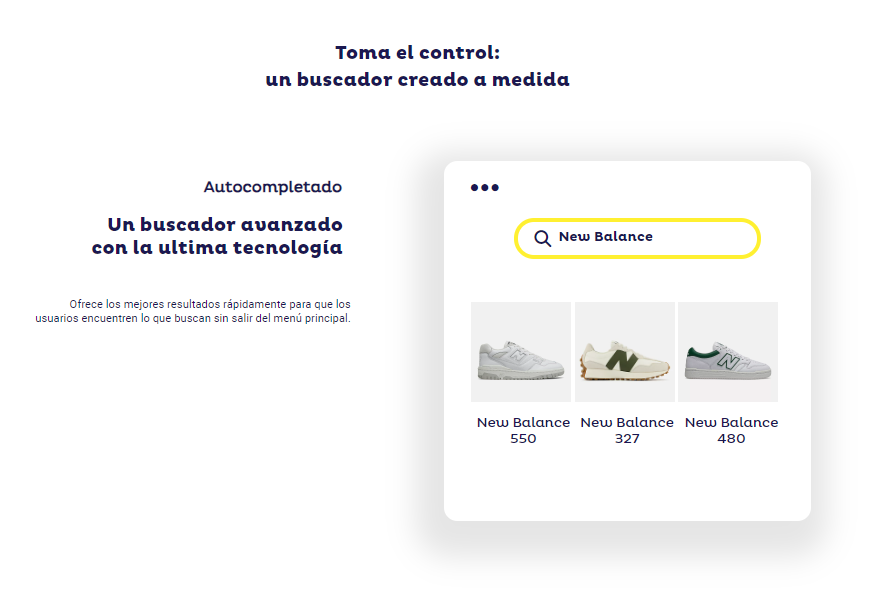 Toma el control:
un buscador creado a medida
Autocompletado
Un buscador avanzado
con la ultima tecnología
Ofrece los mejores resultados rápidamente para que los
usuarios encuentren lo que buscan sin salir del menú principal.
New Balance
New Balance
550
New Balance
327
New Balance
480